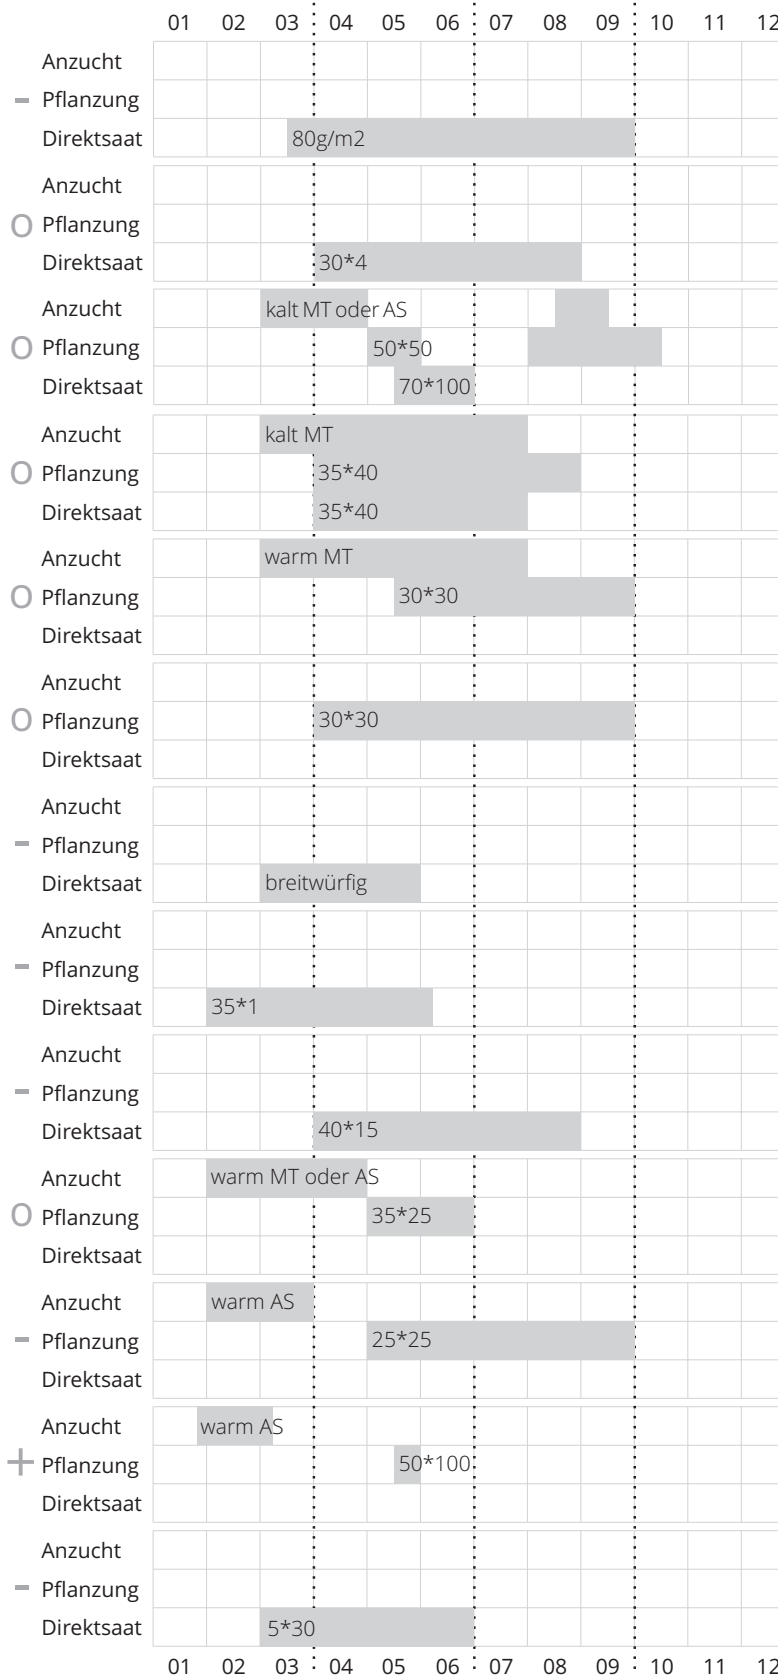 01 02 03 04 05 06 07 08 09 10 11 12
Anzucht
- Pflanzung
Direktsaat 80g/m2
Anzucht
O Pflanzung
Direktsaat 30*4
Anzucht kalt MT oder AS
O Pflanzung 50*50
Direktsaat 70*100
Anzucht kalt MT
O Pflanzung 35*40
Direktsaat 35*40
Anzucht warm MT
O Pflanzung 30*30
Direktsaat
Anzucht
O Pflanzung 30*30
Direktsaat
Anzucht
- Pflanzung
Direktsaat breitwürfig
Anzucht
- Pflanzung
Direktsaat 35*1
Anzucht
- Pflanzung
Direktsaat 40*15
Anzucht warm MT oder AS
O Pflanzung 35*25
Direktsaat
Anzucht warm AS
- Pflanzung 25*25
Direktsaat
Anzucht warm AS
+ Pflanzung 50*100
Direktsaat
Anzucht
- Pflanzung
Direktsaat 5*30
01 02 03 04 05 06 07 08 09 10 11 12